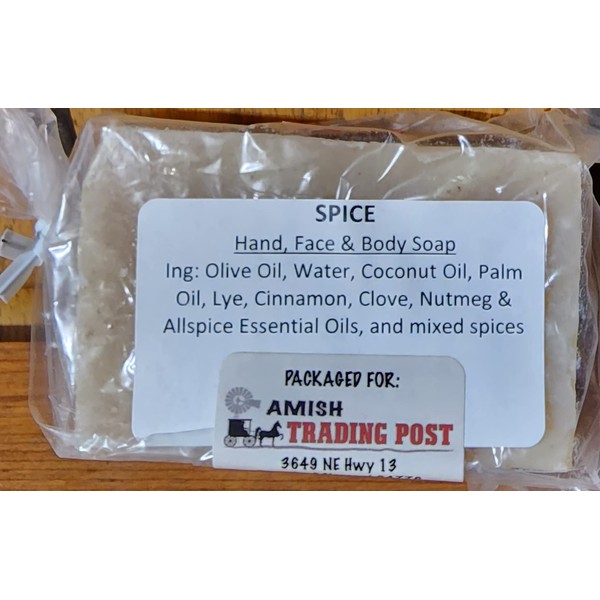 SPICE
Hand, Face & Body Soap
Ing: Olive Oil, Water, Coconut Oil, Palm
Oil, Lye, Cinnamon, Clove, Nutmeg &
Allspice Essential Oils, and mixed spices
PACKAGED FOR:
AMISH
TRADING POST
3649 NE Hwy 13